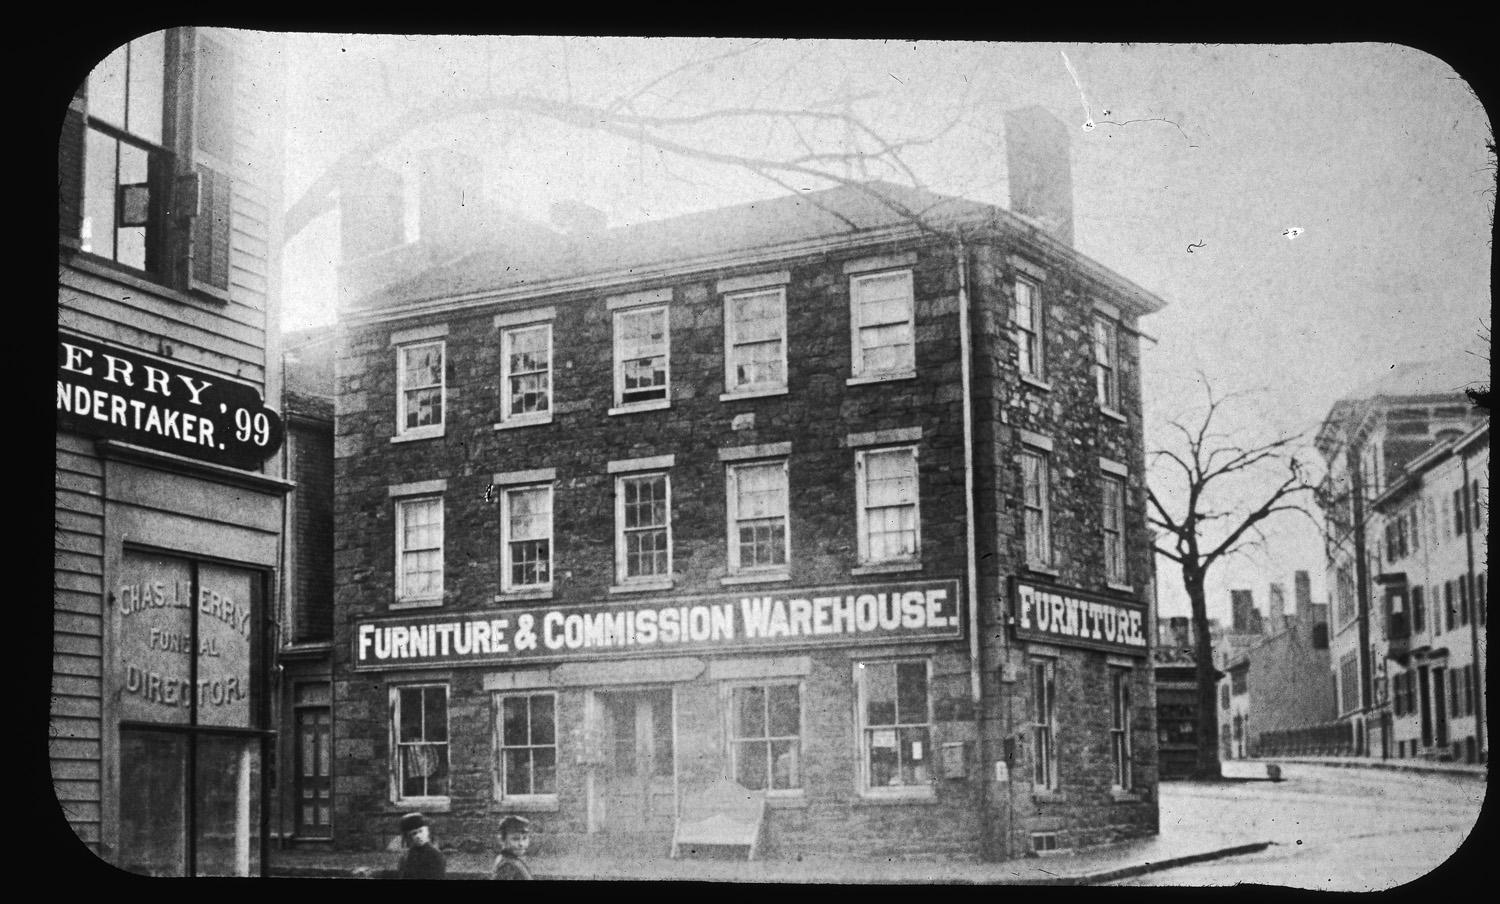 ERRY,
NDERTAKER. '99
CHAS. L. PERRY,
FUNERAL
DIRECTOR.
FURNITURE & COMMISSION WAREHOUSE.
FURNITURE.